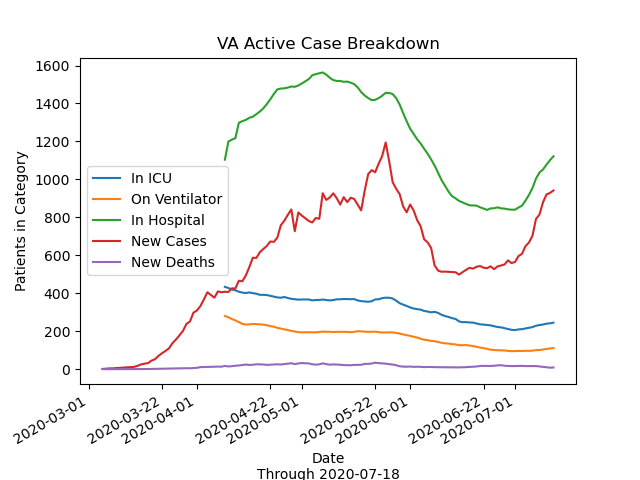 VA Active Case Breakdown
Patients in Category
1600
1400
1200
1000
800
600
400
200
0
In ICU
On Ventilator
In Hospital
New Cases
New Deaths
2020-03-01
2020-03-22
2020-04-01
2020-04-22
2020-05-01
2020-05-22
2020-06-01
2020-06-22
2020-07-01
Date
Through 2020-07-18